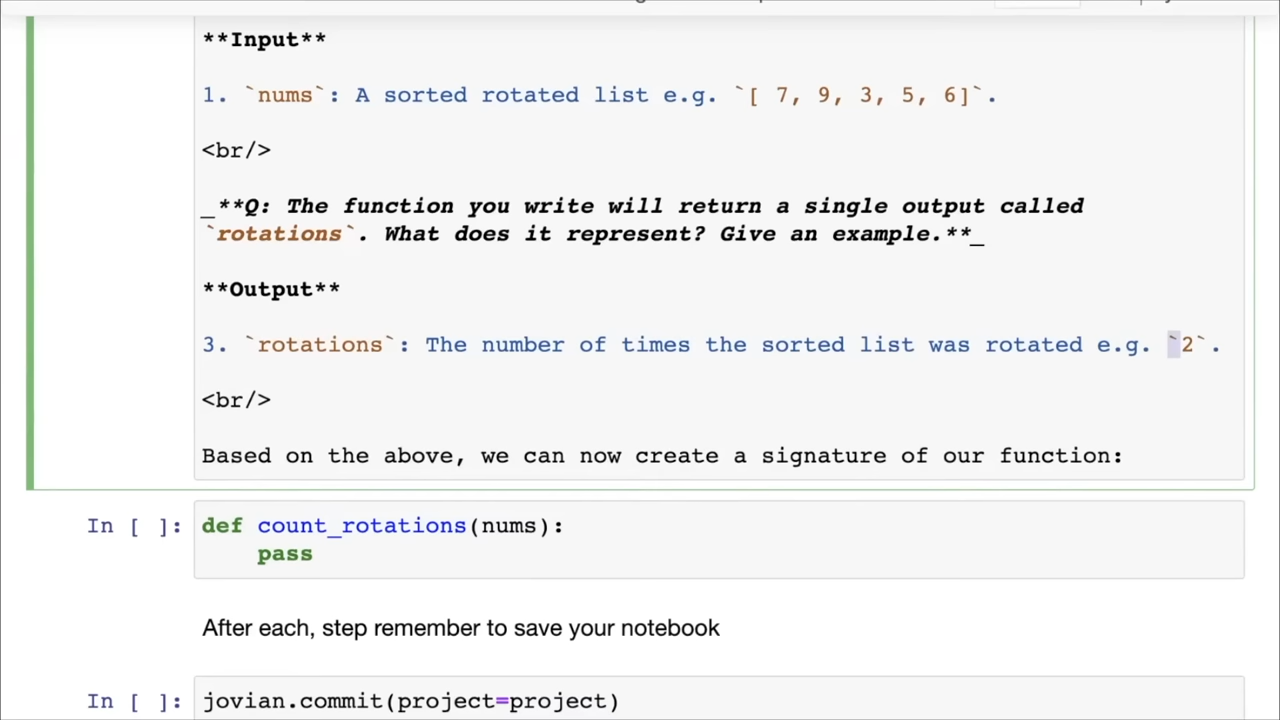 **Input**
1. `nums`: A sorted rotated list e.g. `[ 7, 9, 3, 5, 6]`.
<br/>
_**Q: The function you write will return a single output called
`rotations`. What does it represent? Give an example.**_
**Output**
3. `rotations`: The number of times the sorted list was rotated e.g. `2`.
<br/>
Based on the above, we can now create a signature of our function:
In [ ]: def count_rotations(nums):
pass
After each, step remember to save your notebook
In [ ]: jovian.commit(project=project)